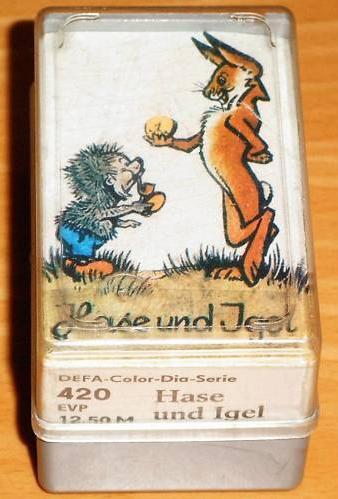 Hase und Igel
DEFA-Color-Dia-Serie
420 Hase
EVP und Igel
12,50 M